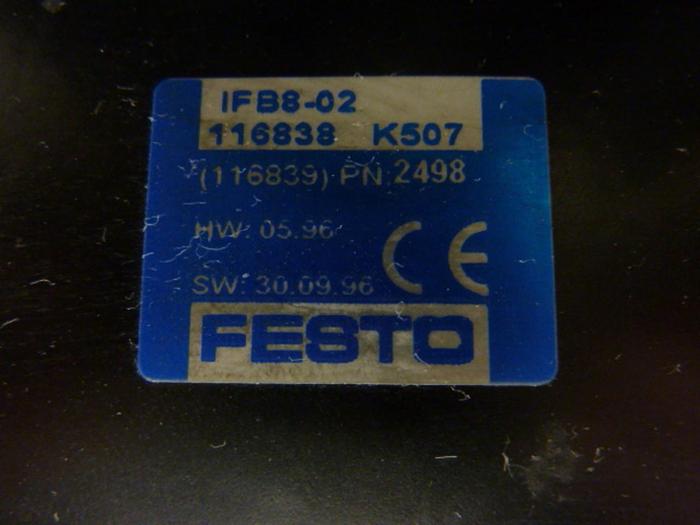 IFB8-02
116838 K507
(116839) PN 2498
HW: 05.96
SW: 30.09.96
CE
FESTO